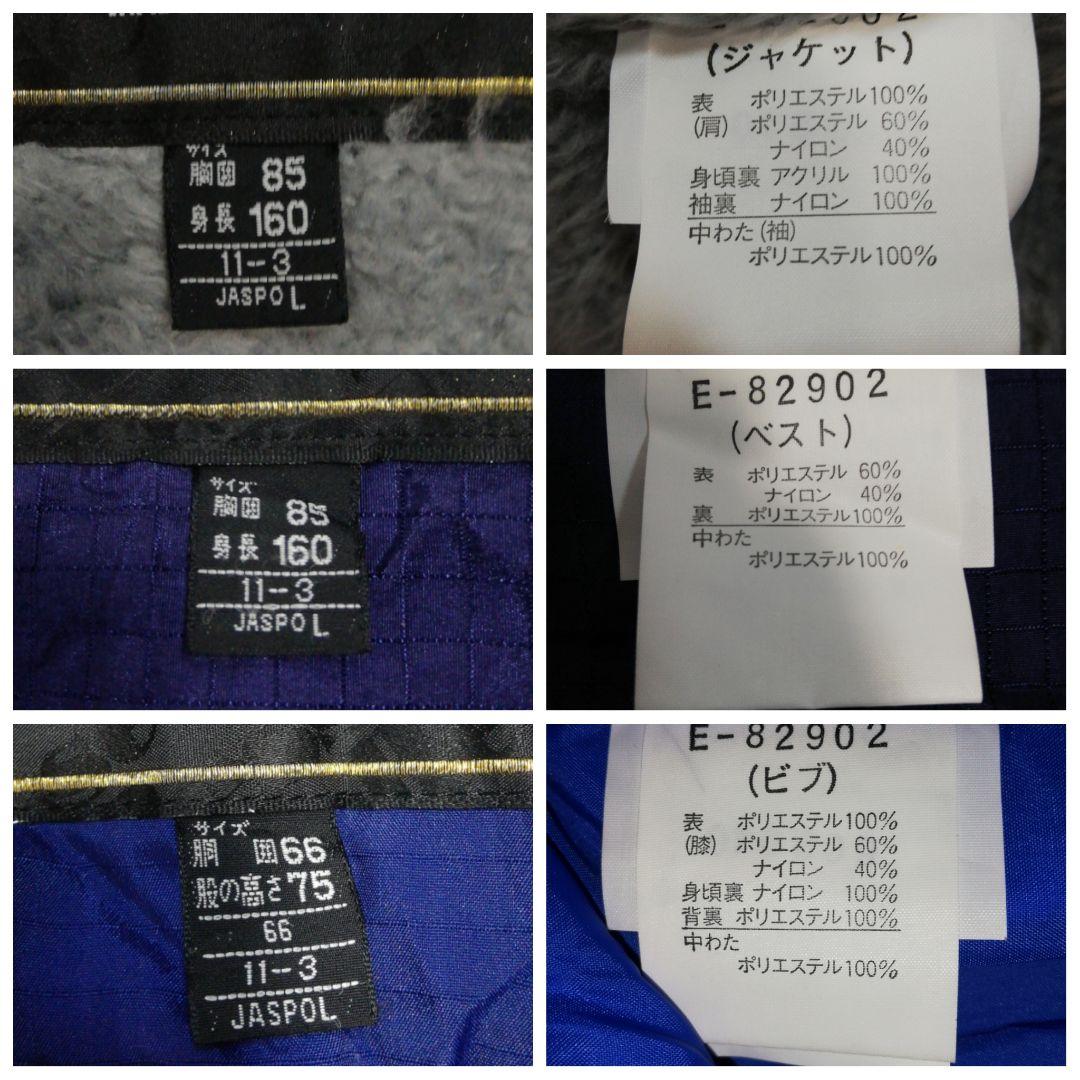 サイズ
胸囲 85
身長 160
11-3
JASPO L
(ジャケット)
表 ポリエステル100%
(肩) ポリエステル 60%
ナイロン 40%
身頃裏 アクリル 100%
袖裏 ナイロン 100%
中わた(袖)
ポリエステル100%
サイズ
胸囲 85
身長 160
11-3
JASPO L
E-82902
(ベスト)
表 ポリエステル 60%
ナイロン 40%
裏 ポリエステル100%
中わた
ポリエステル100%
サイズ
胴囲 66
股の高さ 75
66
11-3
JASPO L
E-82902
(ビブ)
表 ポリエステル100%
(膝) ポリエステル 60%
ナイロン 40%
身頃裏 ナイロン 100%
背裏 ポリエステル100%
中わた
ポリエステル100%